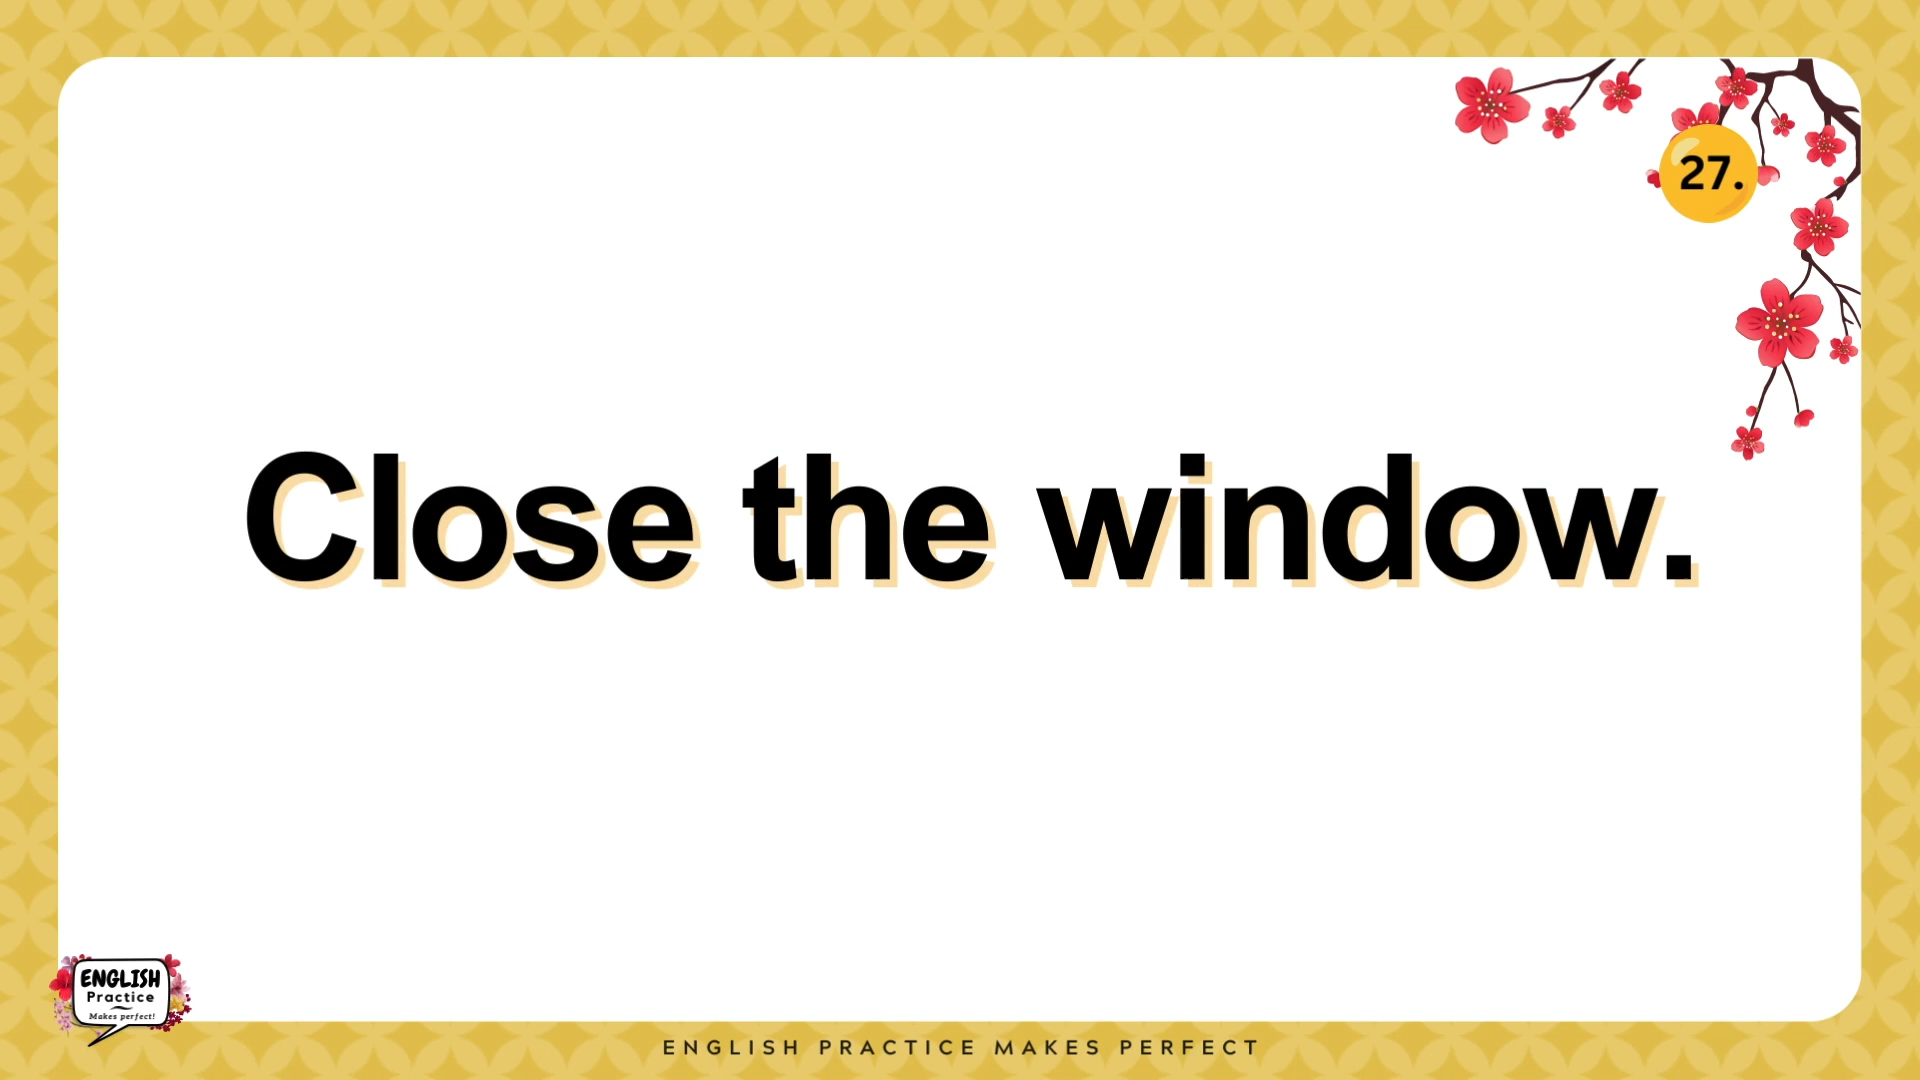 27.
Close the window.
ENGLISH
Practice
Makes perfect!
ENGLISH PRACTICE MAKES PERFECT